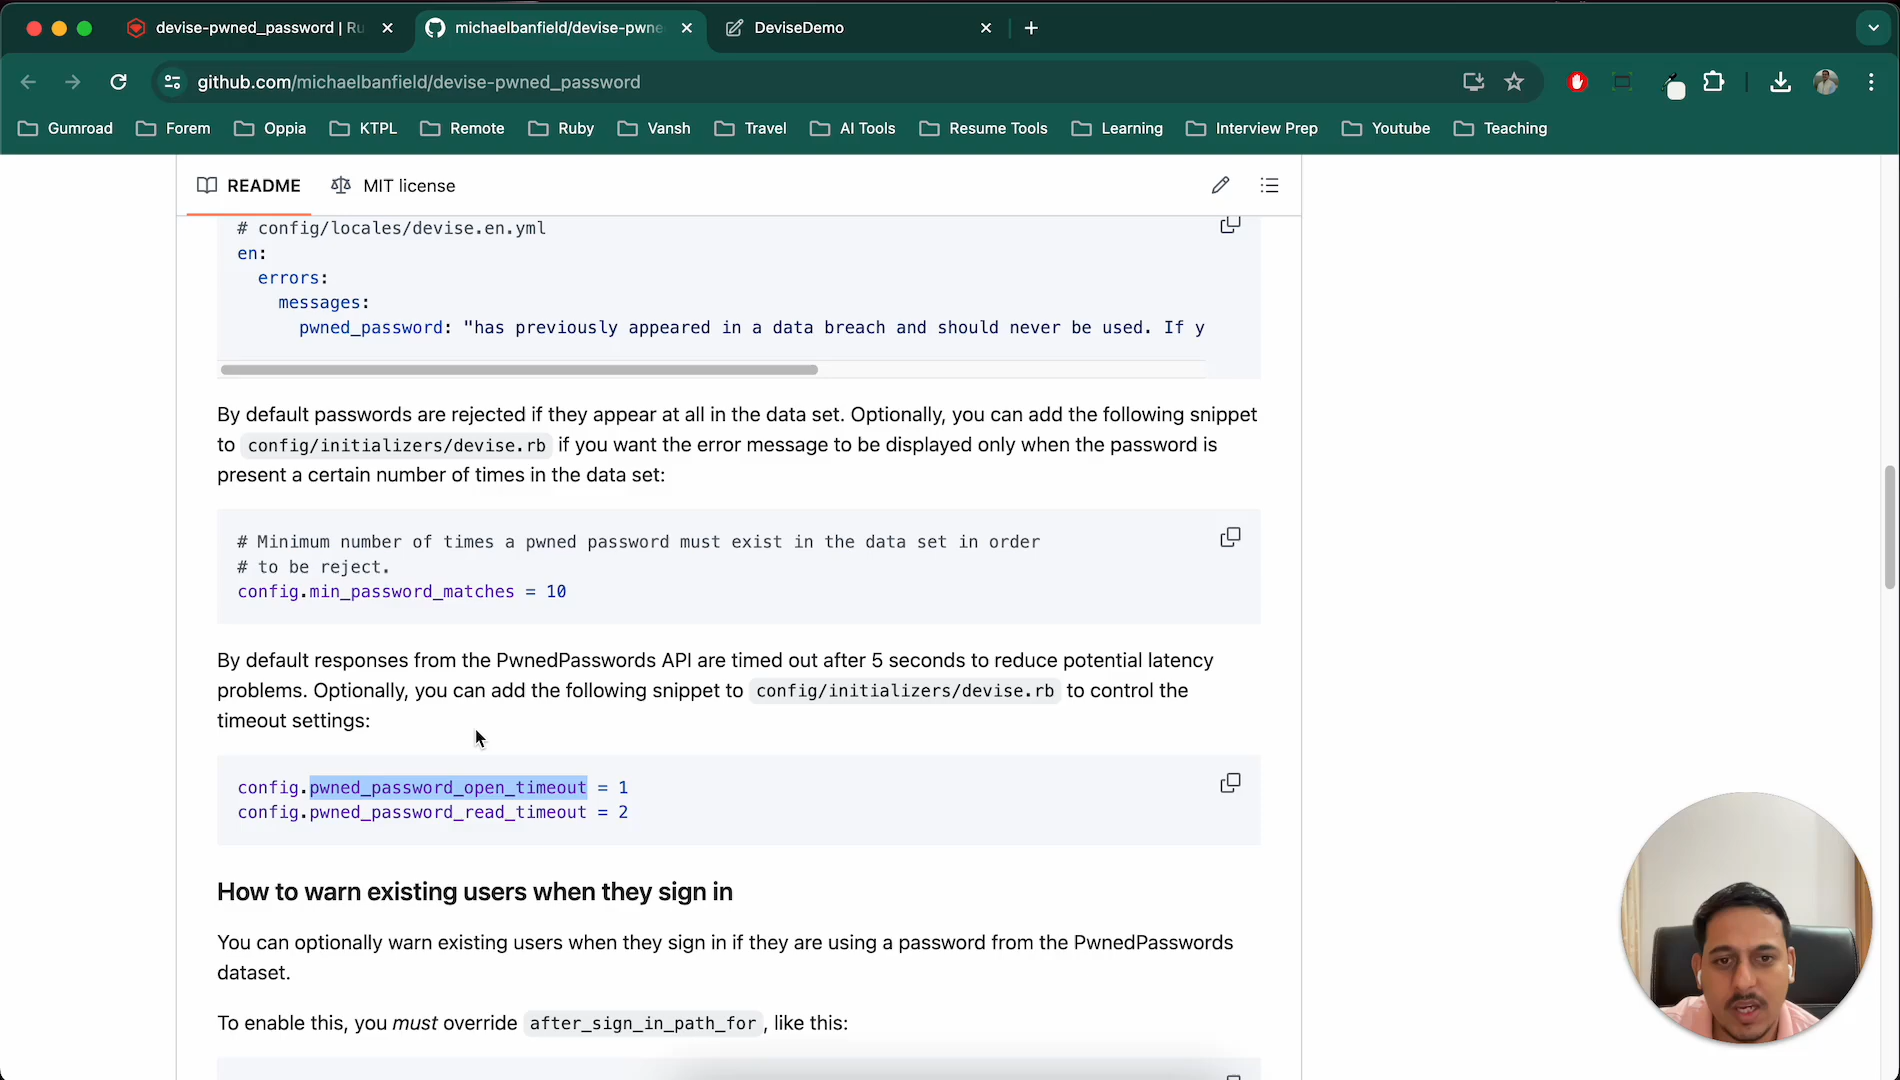 devise-pwned_password | Ru
michaelbanfield/devise-pwne
DeviseDemo
github.com/michaelbanfield/devise-pwned_password
Gumroad
Forem
Oppia
KTPL
Remote
Ruby
Vansh
Travel
AI Tools
Resume Tools
Learning
Interview Prep
Youtube
Teaching
README
MIT license
# config/locales/devise.en.yml
en:
errors:
messages:
pwned_password: "has previously appeared in a data breach and should never be used. If y
By default passwords are rejected if they appear at all in the data set. Optionally, you can add the following snippet
to config/initializers/devise.rb if you want the error message to be displayed only when the password is
present a certain number of times in the data set:
# Minimum number of times a pwned password must exist in the data set in order
# to be reject.
config.min_password_matches = 10
By default responses from the PwnedPasswords API are timed out after 5 seconds to reduce potential latency
problems. Optionally, you can add the following snippet to config/initializers/devise.rb to control the
timeout settings:
config.pwned_password_open_timeout = 1
config.pwned_password_read_timeout = 2
How to warn existing users when they sign in
You can optionally warn existing users when they sign in if they are using a password from the PwnedPasswords
dataset.
To enable this, you must override after_sign_in_path_for, like this: